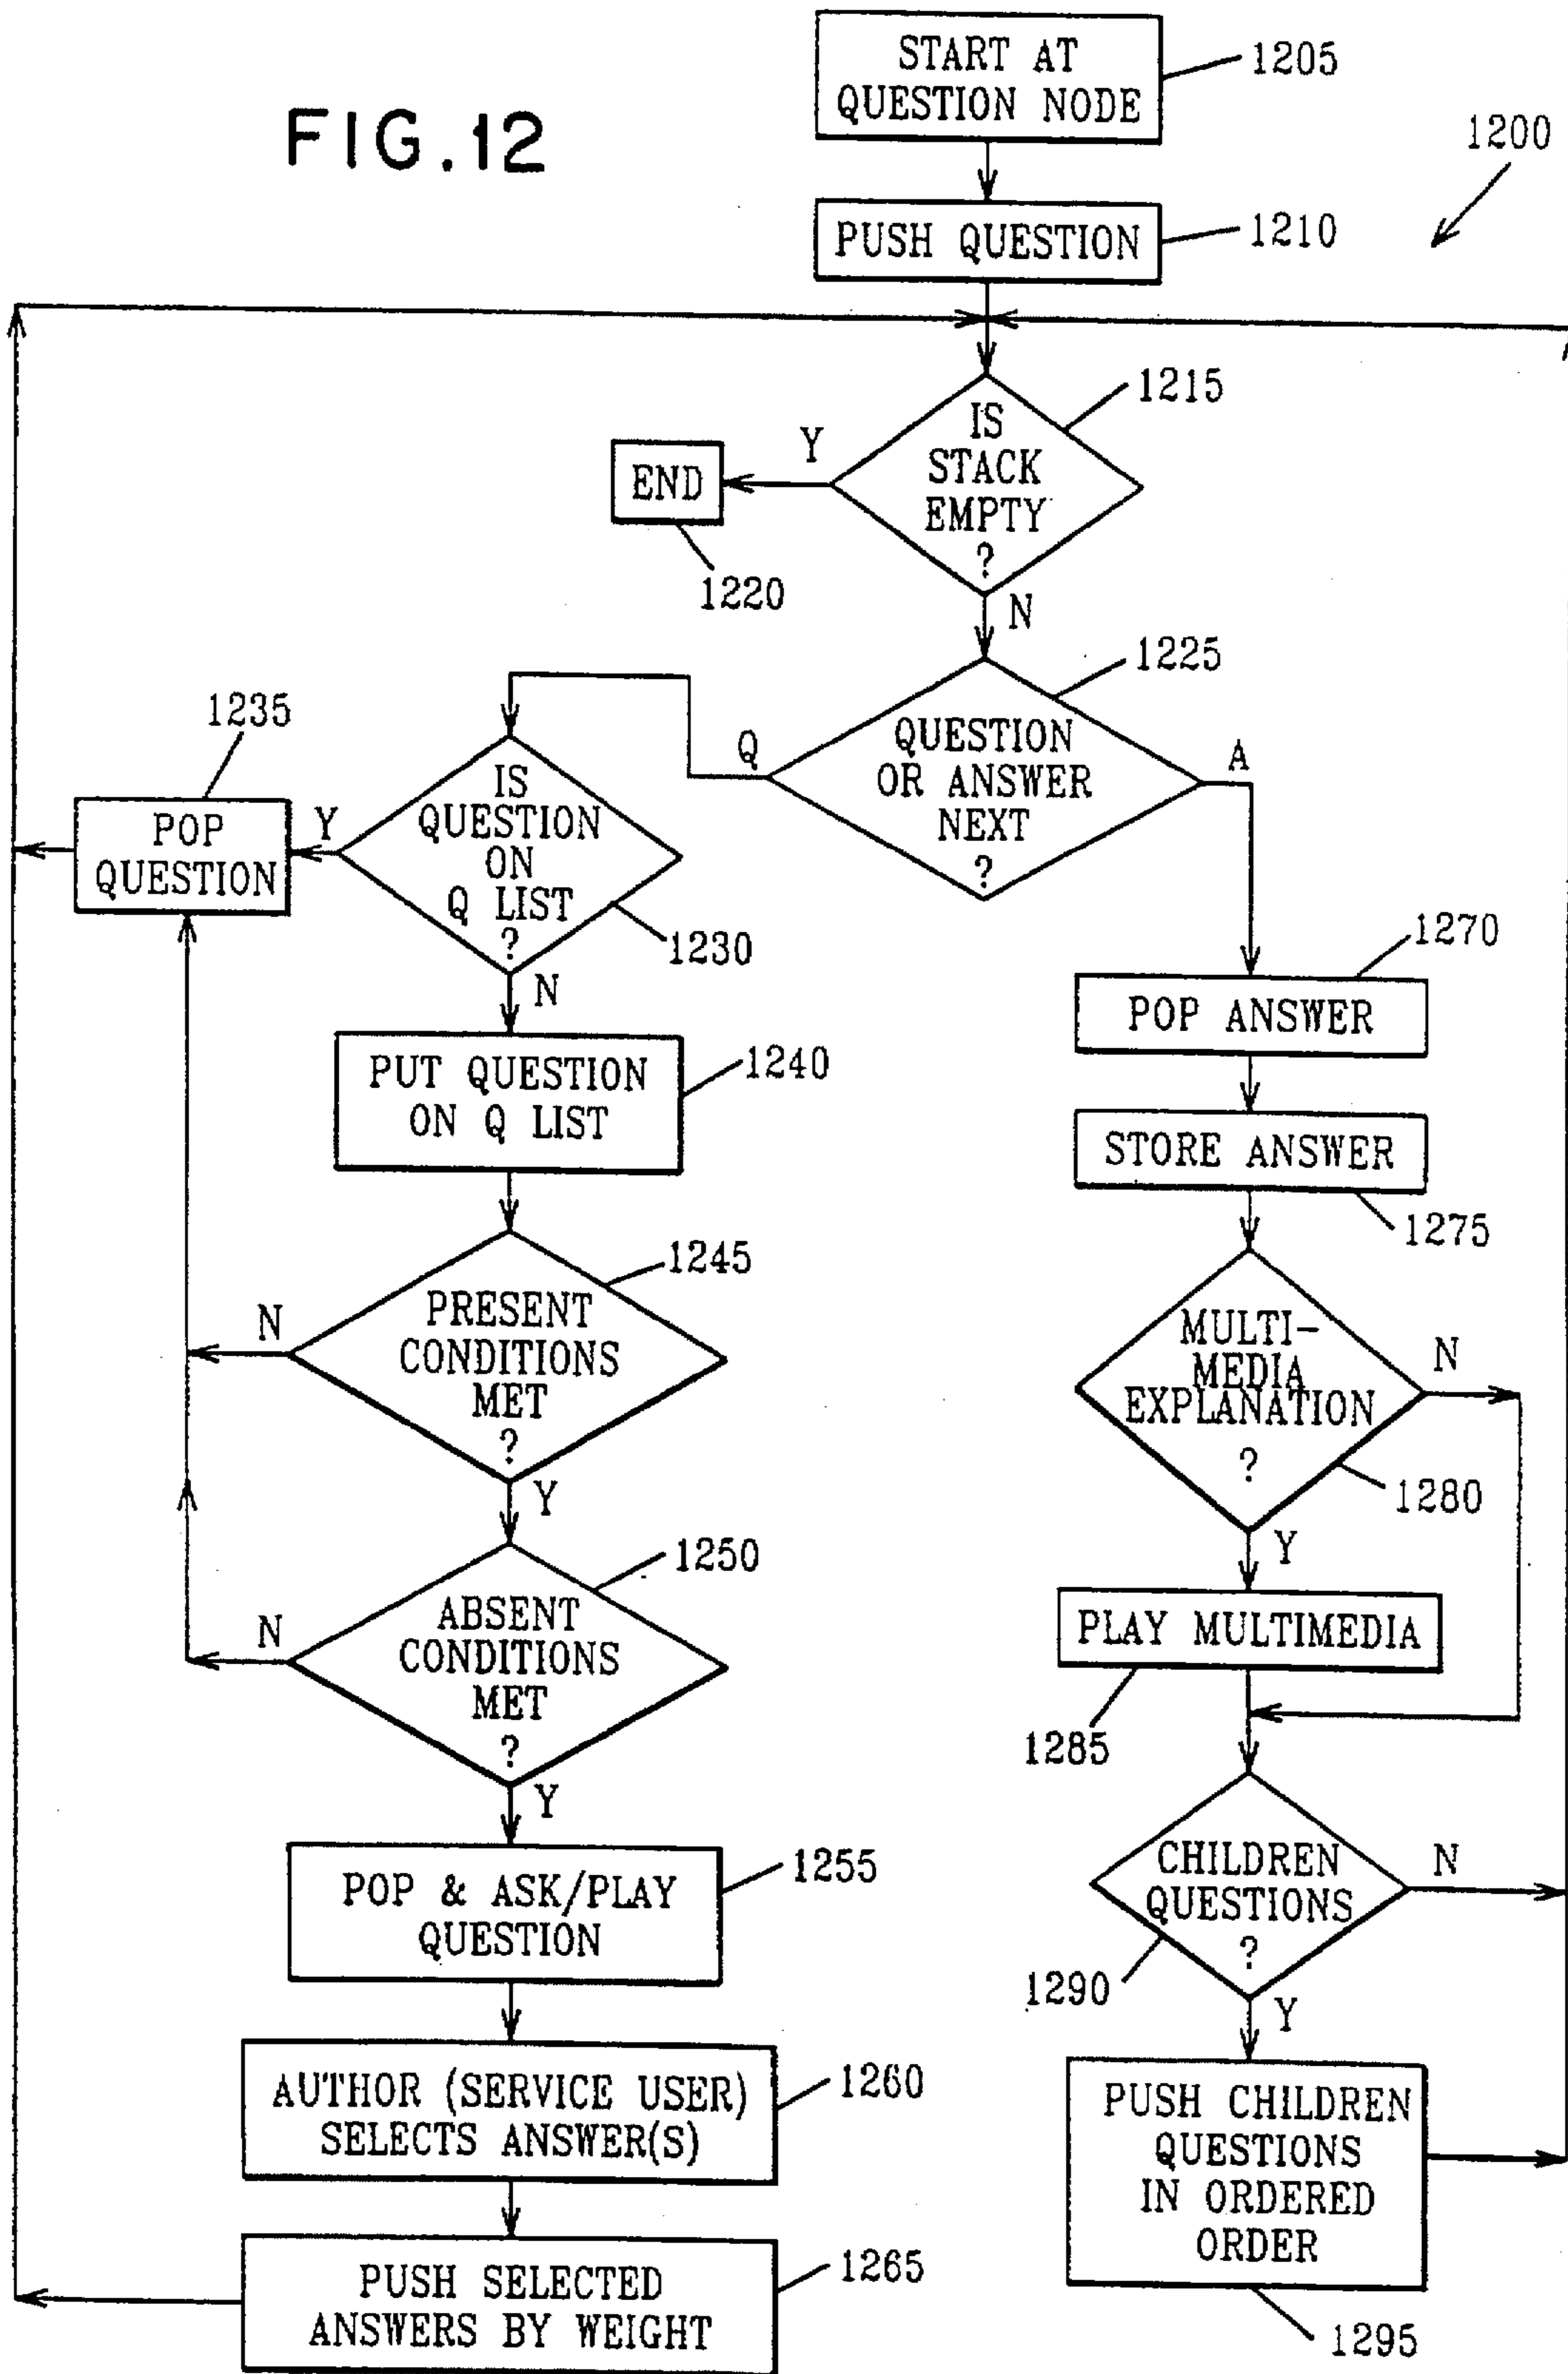 FIG.12
START AT
QUESTION NODE
1205
1200
PUSH QUESTION
1210
IS
STACK
EMPTY
?
1215
Y
END
1220
N
QUESTION
OR ANSWER
NEXT
?
1225
Q
A
1235
POP
QUESTION
Y
IS
QUESTION
ON
Q LIST
?
1230
N
PUT QUESTION
ON Q LIST
1240
PRESENT
CONDITIONS
MET
?
1245
N
Y
ABSENT
CONDITIONS
MET
?
1250
N
Y
POP & ASK/PLAY
QUESTION
1255
AUTHOR (SERVICE USER)
SELECTS ANSWER(S)
1260
PUSH SELECTED
ANSWERS BY WEIGHT
1265
1270
POP ANSWER
STORE ANSWER
1275
MULTI-
MEDIA
EXPLANATION
?
N
1280
Y
PLAY MULTIMEDIA
1285
CHILDREN
QUESTIONS
?
N
1290
Y
PUSH CHILDREN
QUESTIONS
IN ORDERED
ORDER
1295